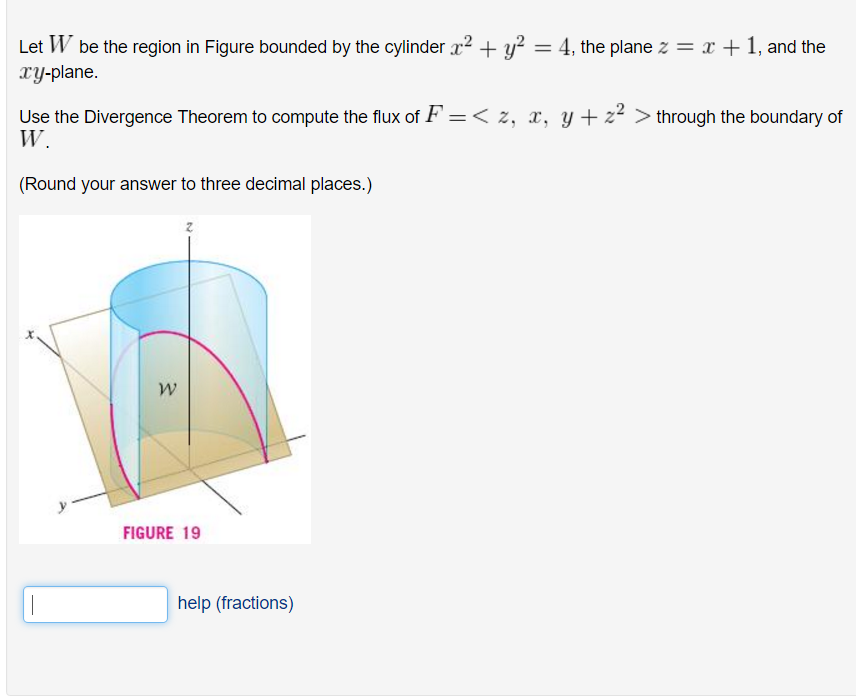 Let W be the region in Figure bounded by the cylinder x² + y² = 4, the plane z = x + 1, and the
xy-plane.
Use the Divergence Theorem to compute the flux of F =< z, x, y + z² > through the boundary of
W.
(Round your answer to three decimal places.)
z
x
W
y
FIGURE 19
help (fractions)